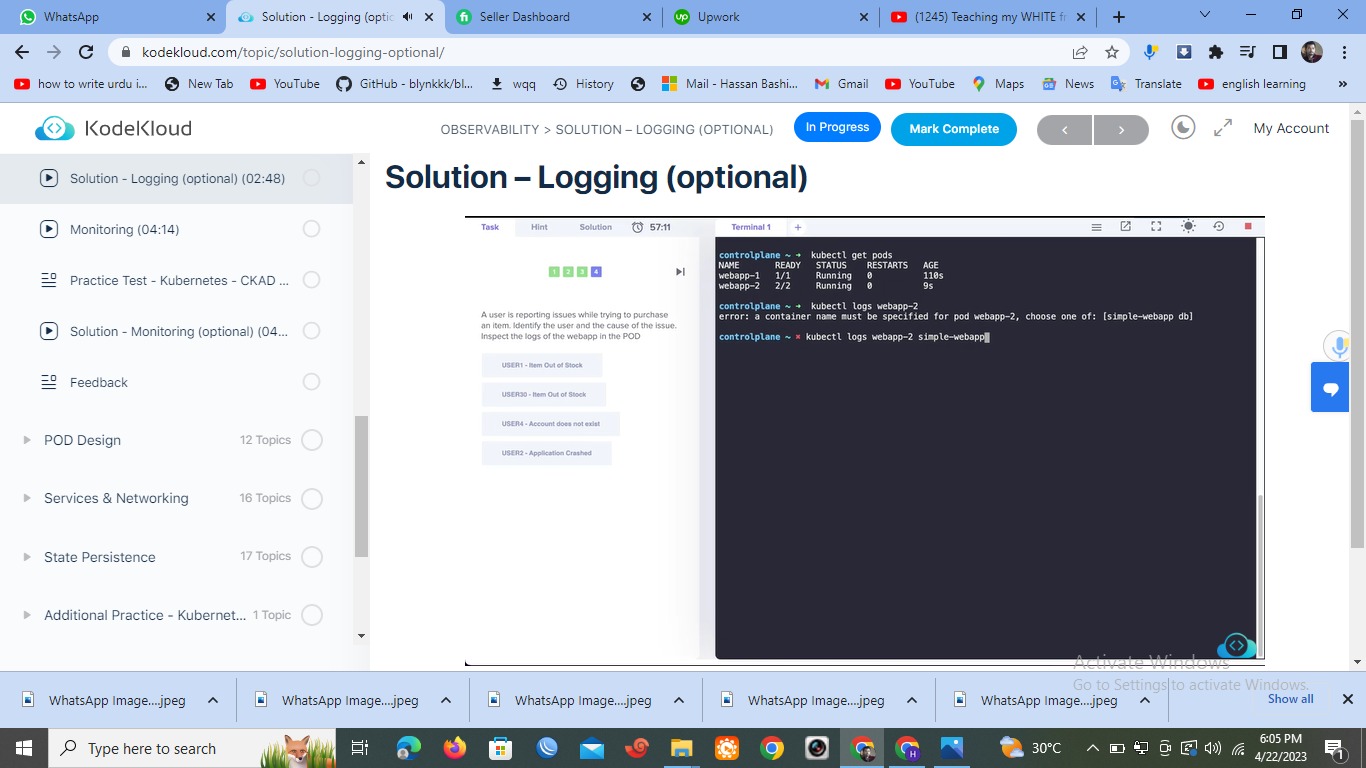 WhatsApp
Solution - Logging (optic
Seller Dashboard
Upwork
(1245) Teaching my WHITE fr
kodekloud.com/topic/solution-logging-optional/
how to write urdu i...
New Tab
YouTube
GitHub - blynkkk/bl...
wqq
History
Mail - Hassan Bashi...
Gmail
YouTube
Maps
News
Translate
english learning
»
KodeKloud
OBSERVABILITY > SOLUTION – LOGGING (OPTIONAL)
In Progress
Mark Complete
My Account
Solution - Logging (optional) (02:48)
Monitoring (04:14)
Practice Test - Kubernetes - CKAD ...
Solution - Monitoring (optional) (04...
Feedback
POD Design 12 Topics
Services & Networking 16 Topics
State Persistence 17 Topics
Additional Practice - Kubernet... 1 Topic
Solution – Logging (optional)
Task Hint Solution 57:11
1 2 3 4
A user is reporting issues while trying to purchase
an item. Identify the user and the cause of the issue.
Inspect the logs of the webapp in the POD
USER1 - Item Out of Stock
USER30 - Item Out of Stock
USER4 - Account does not exist
USER2 - Application Crashed
Terminal 1 +
controlplane ~ ➜ kubectl get pods
NAME READY STATUS RESTARTS AGE
webapp-1 1/1 Running 0 110s
webapp-2 2/2 Running 0 9s
controlplane ~ ➜ kubectl logs webapp-2
error: a container name must be specified for pod webapp-2, choose one of: [simple-webapp db]
controlplane ~ ✖ kubectl logs webapp-2 simple-webapp
Activate Windows
Go to Settings to activate Windows.
WhatsApp Image....jpeg
WhatsApp Image....jpeg
WhatsApp Image....jpeg
WhatsApp Image....jpeg
WhatsApp Image....jpeg
Show all
Type here to search
H
30°C
6:05 PM
4/22/2023
1